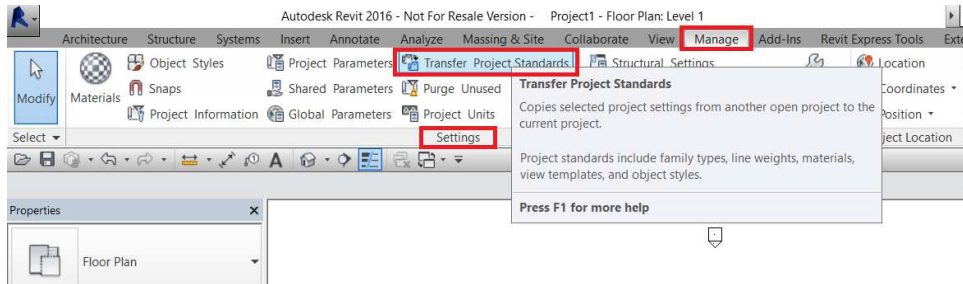 Autodesk Revit 2016 - Not For Resale Version - Project1 - Floor Plan: Level 1
Architecture Structure Systems Insert Annotate Analyze Massing & Site Collaborate View Manage Add-Ins Revit Express Tools
Modify
Materials
Object Styles
Snaps
Project Information
Project Parameters
Shared Parameters
Global Parameters
Transfer Project Standards
Purge Unused
Project Units
Structural Settings
Location
Coordinates
Position
Select
Settings
ject Location
Transfer Project Standards
Copies selected project settings from another open project to the
current project.
Project standards include family types, line weights, materials,
view templates, and object styles.
Press F1 for more help
Properties
Floor Plan